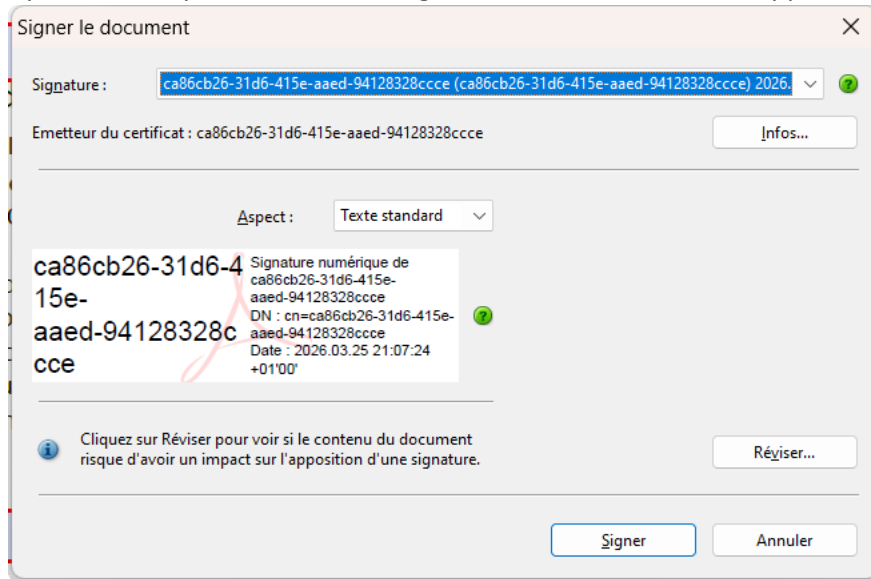 Signer le document
Signature : ca86cb26-31d6-415e-aaed-94128328ccce (ca86cb26-31d6-415e-aaed-94128328ccce) 2026.
Emetteur du certificat : ca86cb26-31d6-415e-aaed-94128328ccce Infos...
Aspect : Texte standard
ca86cb26-31d6-4
15e-
aaed-94128328c
cce
Signature numérique de
ca86cb26-31d6-415e-
aaed-94128328ccce
DN : cn=ca86cb26-31d6-415e-
aaed-94128328ccce
Date : 2026.03.25 21:07:24
+01'00'
Cliquez sur Réviser pour voir si le contenu du document
risque d'avoir un impact sur l'apposition d'une signature.
Réviser...
Signer Annuler